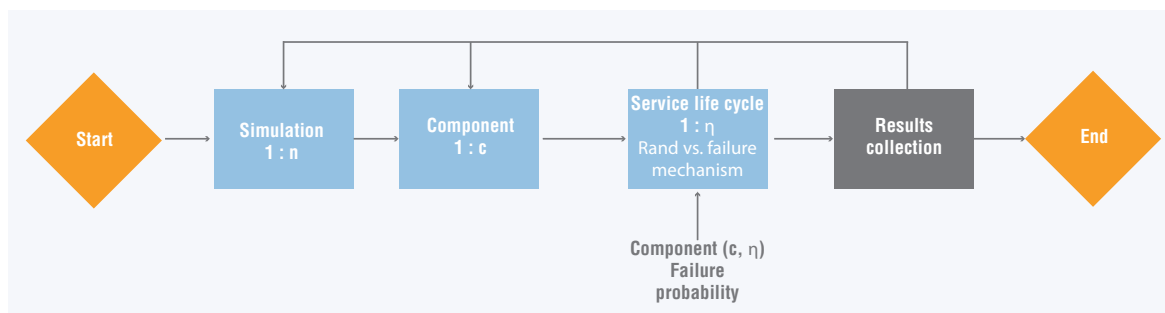 Start
Simulation
1 : n
Component
1 : c
Service life cycle
1 : η
Rand vs. failure
mechanism
Results
collection
End
Component (c, η)
Failure
probability